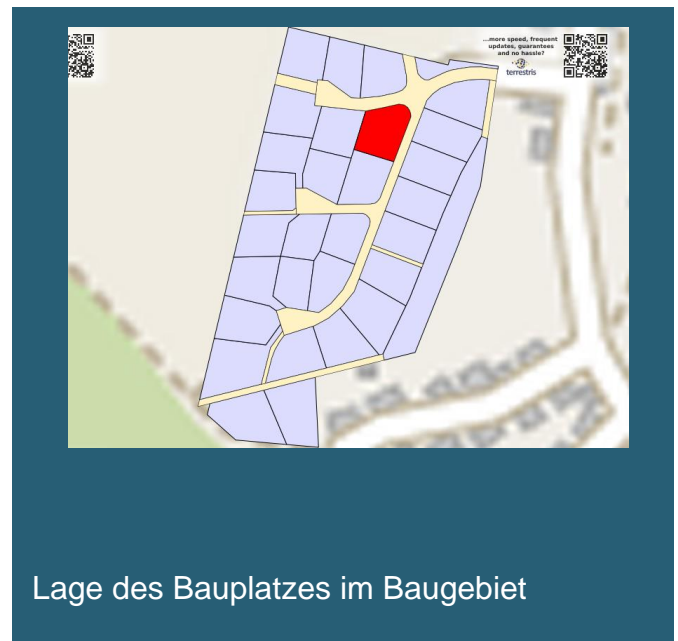 ...more speed, frequent
updates, guarantees
and no hassle?
terrestris
Lage des Bauplatzes im Baugebiet